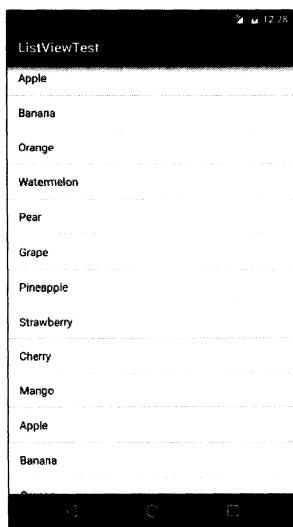 12:28
ListViewTest
Apple
Banana
Orange
Watermelon
Pear
Grape
Pineapple
Strawberry
Cherry
Mango
Apple
Banana